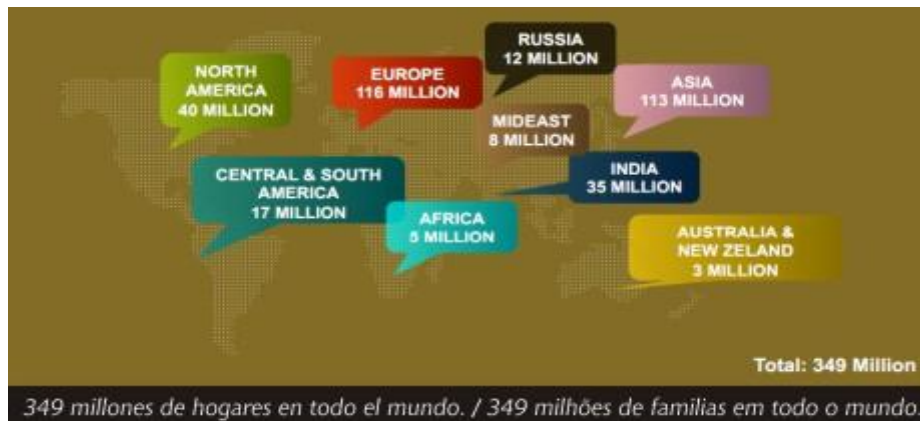 RUSSIA
12 MILLION
NORTH
AMERICA
40 MILLION
EUROPE
116 MILLION
ASIA
113 MILLION
MIDEAST
8 MILLION
CENTRAL & SOUTH
AMERICA
17 MILLION
INDIA
35 MILLION
AFRICA
5 MILLION
AUSTRALIA &
NEW ZELAND
3 MILLION
Total: 349 Million
349 millones de hogares en todo el mundo. / 349 milhões de familias em todo o mundo.